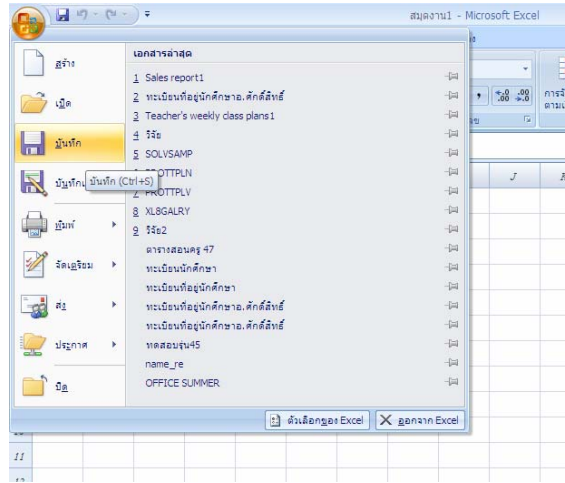 สมุดงาน1 - Microsoft Excel
สร้าง
เปิด
บันทึก
บันทึก (Ctrl+S)
พิมพ์
จัดเตรียม
ส่ง
ประกาศ
ปิด
เอกสารล่าสุด
1 Sales report1
2 ทะเบียนที่อยู่นักศึกษาอ.ศักดิ์สิทธิ์
3 Teacher's weekly class plans1
4 วิจัย
5 SOLVSAMP
PROTTPLN
7 PROTTPLV
8 XL8GALRY
9 วิจัย2
ตารางสอนครู 47
ทะเบียนนักศึกษา
ทะเบียนที่อยู่นักศึกษา
ทะเบียนที่อยู่นักศึกษาอ.ศักดิ์สิทธิ์
ทะเบียนที่อยู่นักศึกษาอ.ศักดิ์สิทธิ์
ทดสอบรุ่น45
name_re
OFFICE SUMMER
ตัวเลือกของ Excel
ออกจาก Excel
J
11